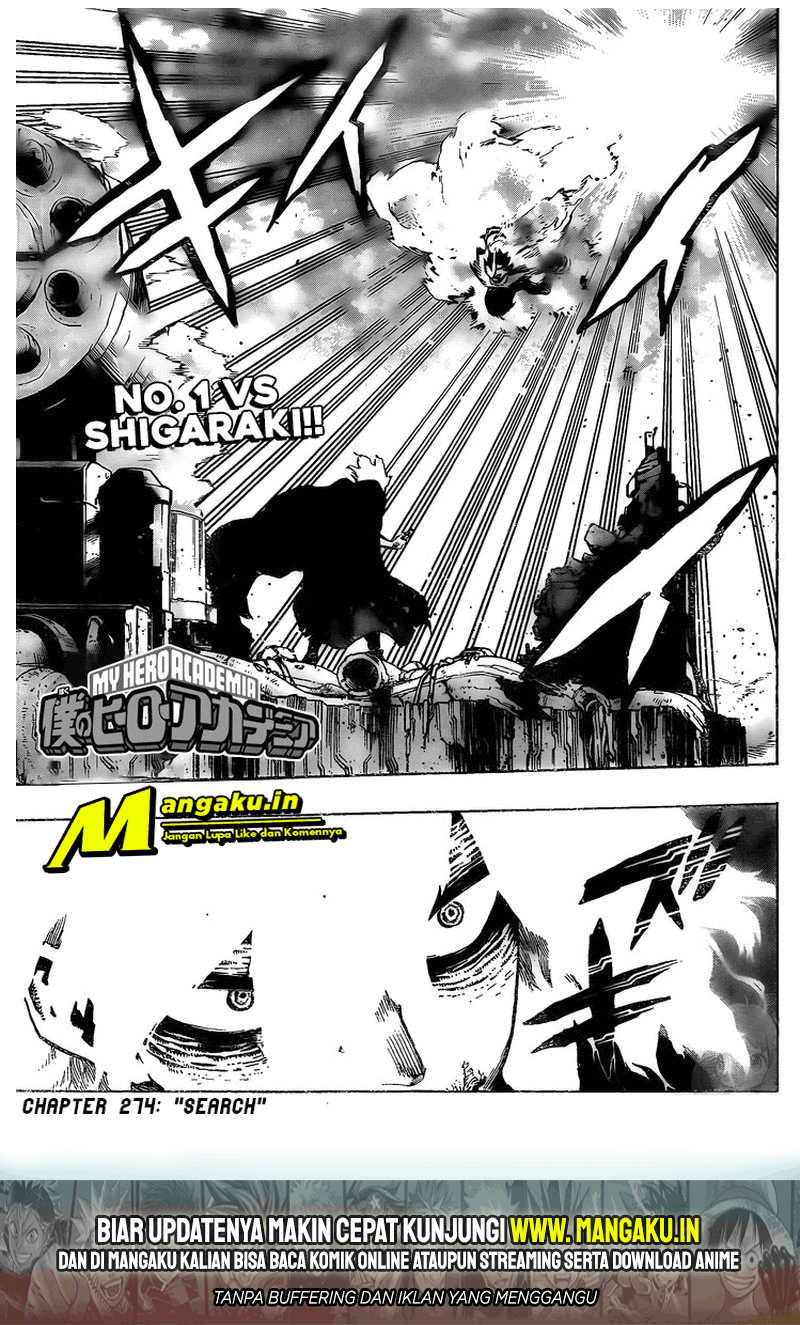 NO. 1 VS
SHIGARAKI!!
MY HERO ACADEMIA
僕のヒーローアカデミア
Mangaku.in
Jangan Lupa Like dan Komennya
CHAPTER 274: "SEARCH"
BIAR UPDATENYA MAKIN CEPAT KUNJUNGI WWW. MANGAKU.IN
DAN DI MANGAKU KALIAN BISA BACA KOMIK ONLINE ATAUPUN STREAMING SERTA DOWNLOAD ANIME
TANPA BUFFERING DAN IKLAN YANG MENGGANGU